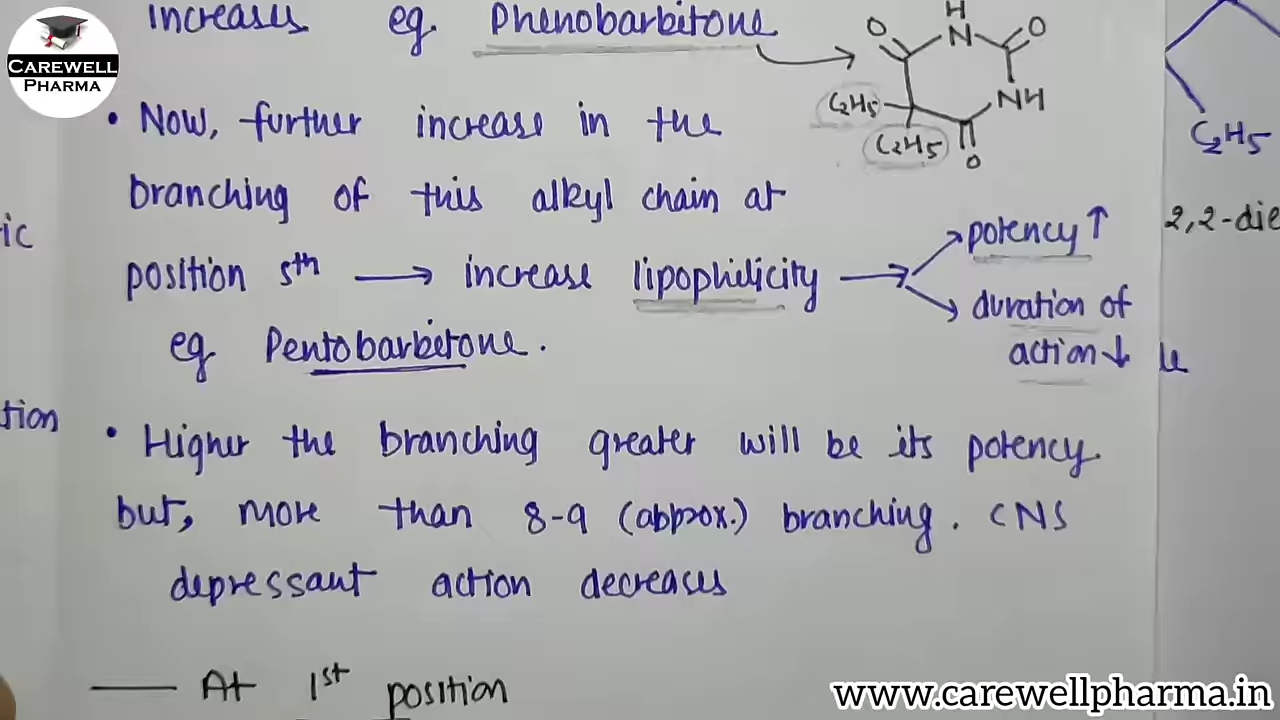 CAREWELL
PHARMA
increases eg. Phenobarbitone
• Now, further increase in the
branching of this alkyl chain at
position 5th → increase lipophilicity →
potency ↑
duration of
action ↓
eg Pentobarbitone.
• Higher the branching greater will be its potency.
but, more than 8-9 (approx.) branching. CNS
depressant action decreases
— At 1st position
H
N
O
O
NH
C2H5
C2H5
O
C2H5
2,2-die
ic
tion
www.carewellpharma.in